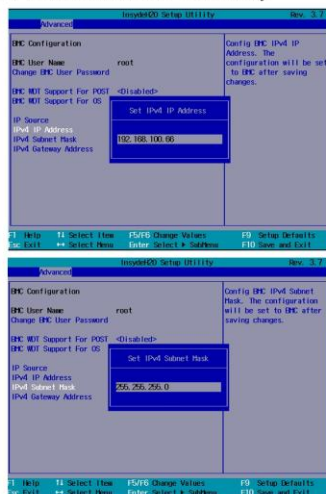 InsydeH20 Setup Utility Rev. 3.7
Advanced
BMC Configuration
BMC User Name root
Change BMC User Password
BMC WDT Support For POST <Disabled>
BMC WDT Support For OS
IP Source
IPv4 IP Address
IPv4 Subnet Mask
IPv4 Gateway Address
Set IPv4 IP Address
192.168.100.66
Config BMC IPv4 IP
Address. The
configuration will be set
to BMC after saving
changes.
F1 Help ↑↓ Select Item F5/F6 Change Values F9 Setup Defaults
Esc Exit ↔ Select Menu Enter Select ▶ SubMenu F10 Save and Exit
InsydeH20 Setup Utility Rev. 3.7
Advanced
BMC Configuration
BMC User Name root
Change BMC User Password
BMC WDT Support For POST <Disabled>
BMC WDT Support For OS
IP Source
IPv4 IP Address
IPv4 Subnet Mask
IPv4 Gateway Address
Set IPv4 Subnet Mask
255.255.255.0
Config BMC IPv4 Subnet
Mask. The configuration
will be set to BMC after
saving changes.
F1 Help ↑↓ Select Item F5/F6 Change Values F9 Setup Defaults
Esc Exit ↔ Select Menu Enter Select ▶ SubMenu F10 Save and Exit